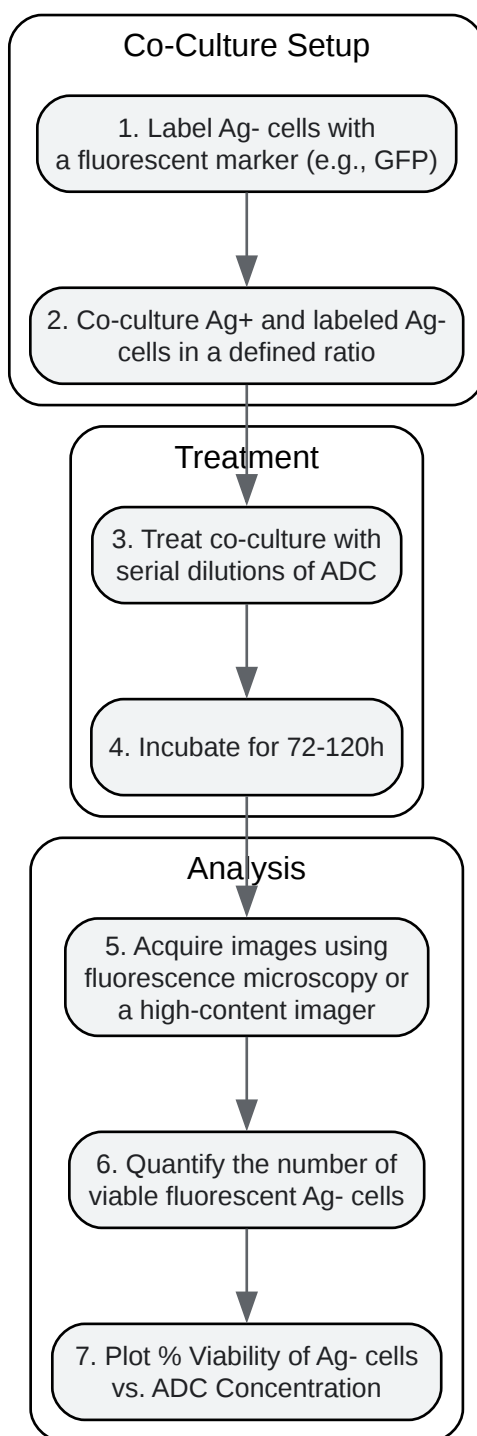 Co-Culture Setup
1. Label Ag- cells with
a fluorescent marker (e.g., GFP)
2. Co-culture Ag+ and labeled Ag-
cells in a defined ratio
Treatment
3. Treat co-culture with
serial dilutions of ADC
4. Incubate for 72-120h
Analysis
5. Acquire images using
fluorescence microscopy or
a high-content imager
6. Quantify the number of
viable fluorescent Ag- cells
7. Plot % Viability of Ag- cells
vs. ADC Concentration